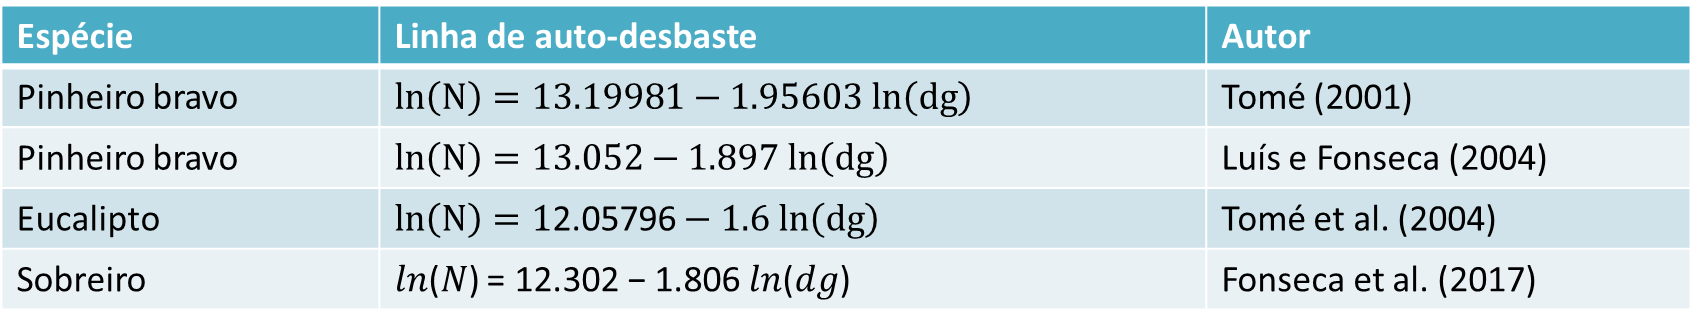 Espécie Linha de auto-desbaste Autor
Pinheiro bravo ln(N) = 13.19981 − 1.95603 ln(dg) Tomé (2001)
Pinheiro bravo ln(N) = 13.052 − 1.897 ln(dg) Luís e Fonseca (2004)
Eucalipto ln(N) = 12.05796 − 1.6 ln(dg) Tomé et al. (2004)
Sobreiro ln(N) = 12.302 − 1.806 ln(dg) Fonseca et al. (2017)